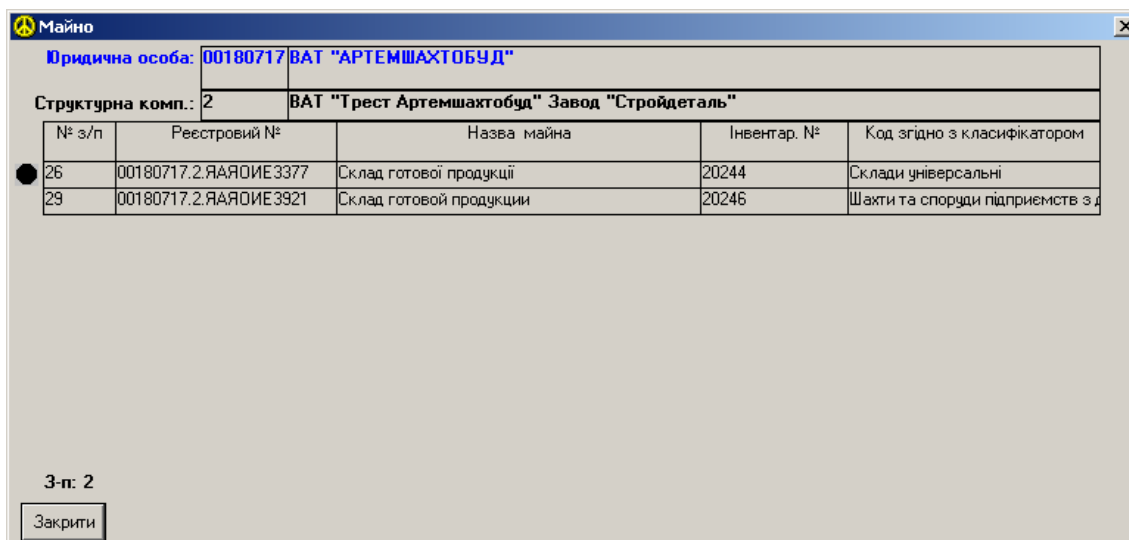 Майно
Юридична особа: 00180717 ВАТ "АРТЕМШАХТОБУД"
Структурна комп.: 2 ВАТ "Трест Артемшахтобуд" Завод "Стройдеталь"
№ з/п Реєстровий № Назва майна Інвентар. № Код згідно з класифікатором
26 00180717.2.ЯАЯОИЕ3377 Склад готової продукції 20244 Склади універсальні
29 00180717.2.ЯАЯОИЕ3921 Склад готовой продукции 20246 Шахти та споруди підприємств з д
З-п: 2
Закрити